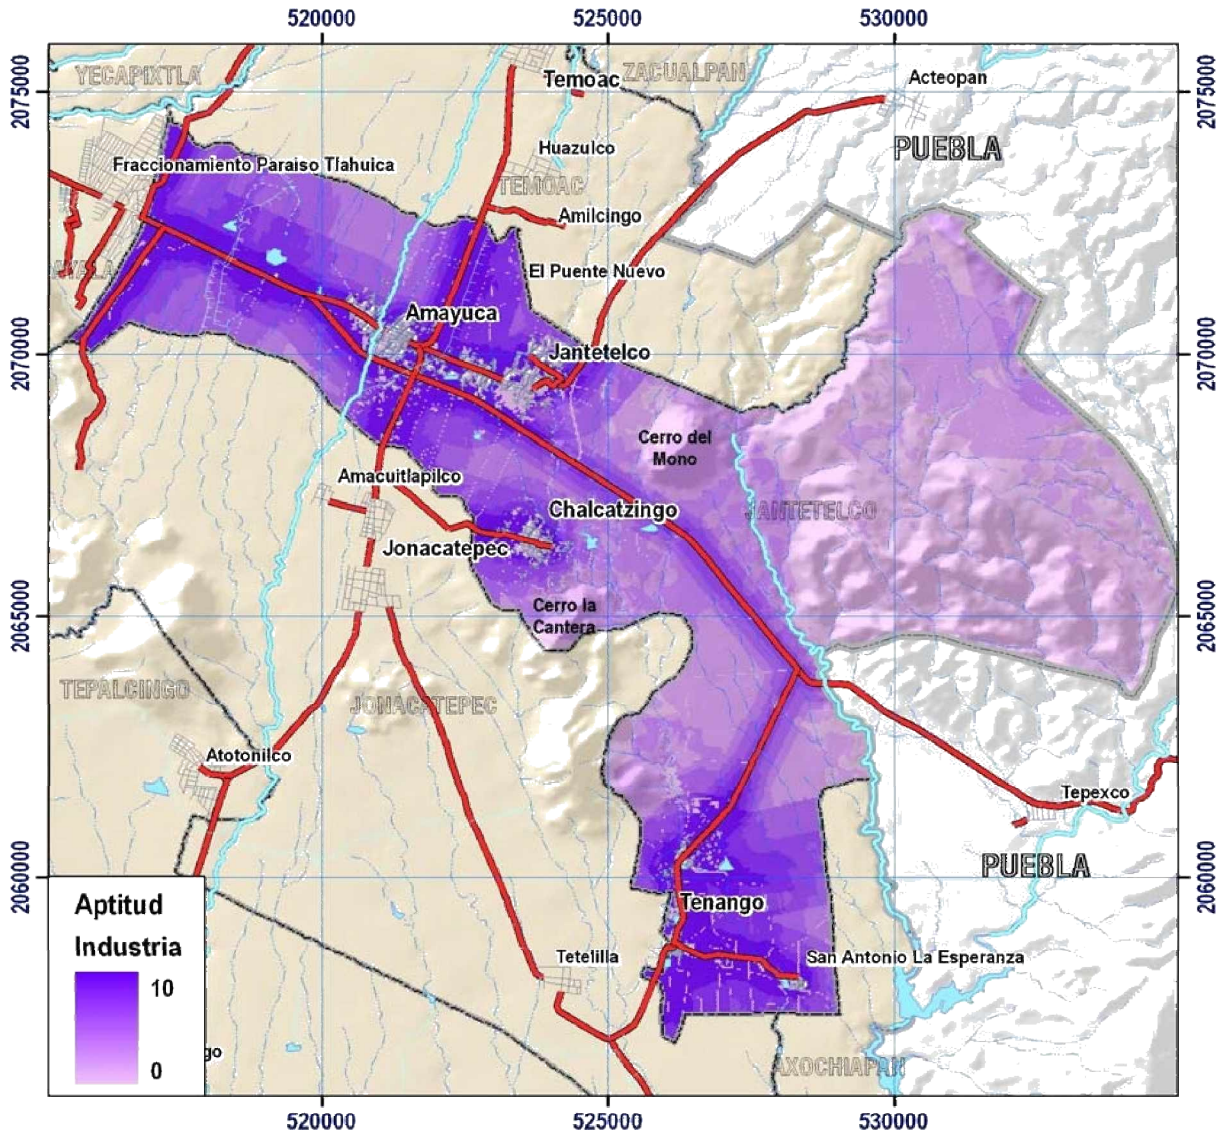 520000
525000
530000
2075000
2070000
2065000
2060000
2075000
2070000
2065000
2060000
YECAPIXTLA
Temoac
ZACUALPAN
Acteopan
PUEBLA
Huazulco
Fraccionamiento Paraiso Tlahuica
TEMOAC
Amilcingo
AYALA
El Puente Nuevo
Amayuca
Jantetelco
Cerro del
Mono
Amacuitlapilco
Chalcatzingo
JANTETELCO
Jonacatepec
Cerro la
Cantera
TEPALCINGO
JONACATEPEC
Atotonilco
Tepexco
PUEBLA
Tenango
Tetelilla
San Antonio La Esperanza
AXOCHIAPAN
Aptitud
Industria
10
0
go
520000
525000
530000